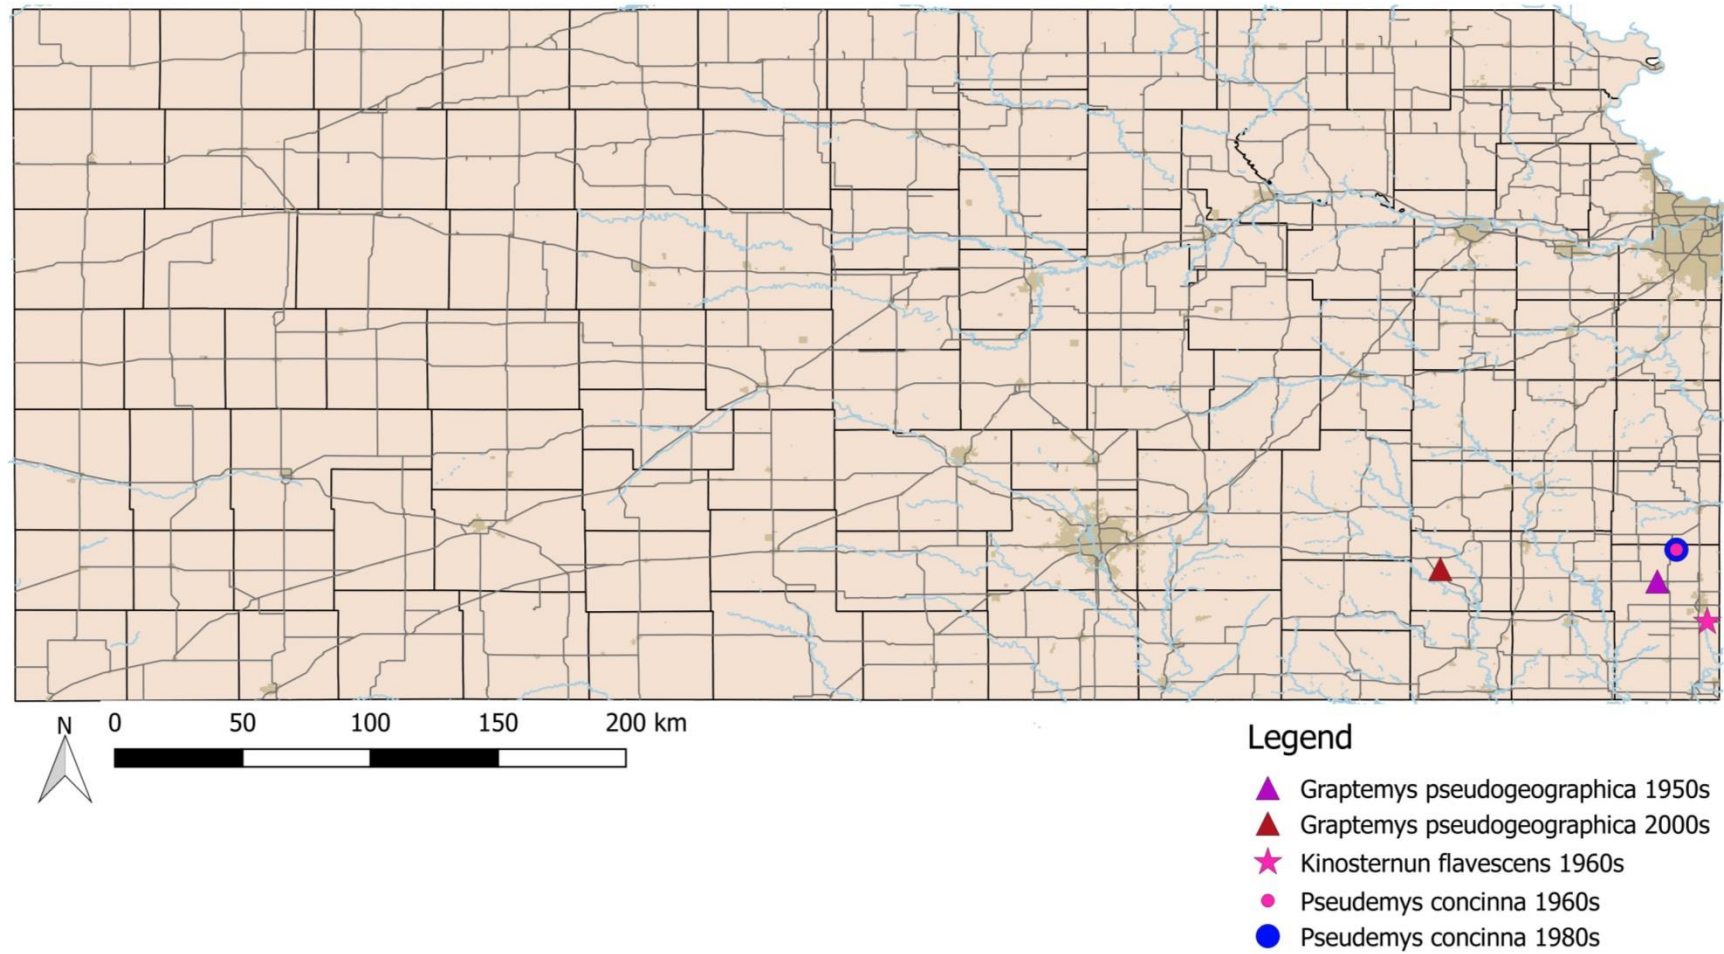 N
0 50 100 150 200 km
Legend
Graptemys pseudogeographica 1950s
Graptemys pseudogeographica 2000s
Kinosternun flavescens 1960s
Pseudemys concinna 1960s
Pseudemys concinna 1980s